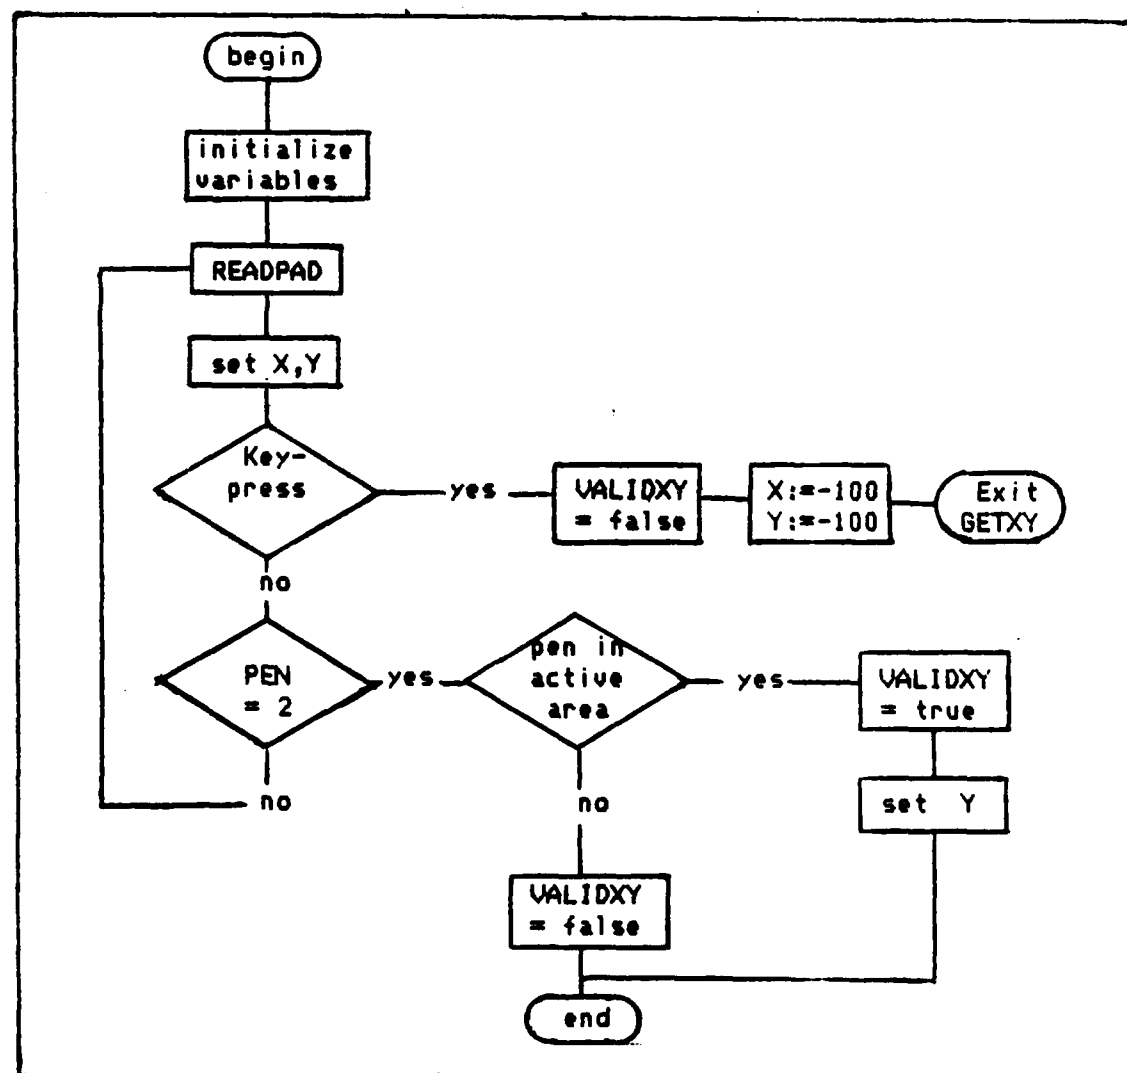 begin
initialize
variables
READPAD
set X,Y
Key-
press
yes
VALIDXY
= false
X:=-100
Y:=-100
Exit
GETXY
no
PEN
= 2
yes
pen in
active
area
yes
VALIDXY
= true
no
no
set Y
VALIDXY
= false
end